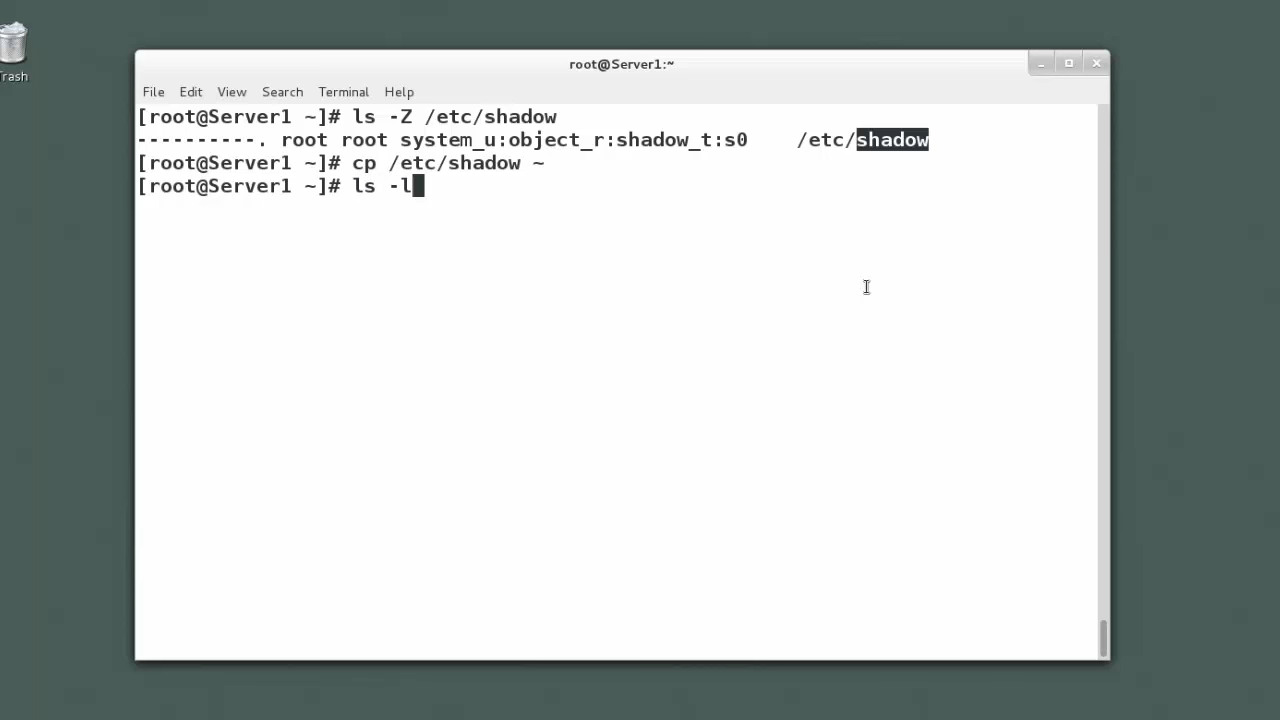 root@Server1:~
File Edit View Search Terminal Help
[root@Server1 ~]# ls -Z /etc/shadow
----------. root root system_u:object_r:shadow_t:s0    /etc/shadow
[root@Server1 ~]# cp /etc/shadow ~
[root@Server1 ~]# ls -l
Trash